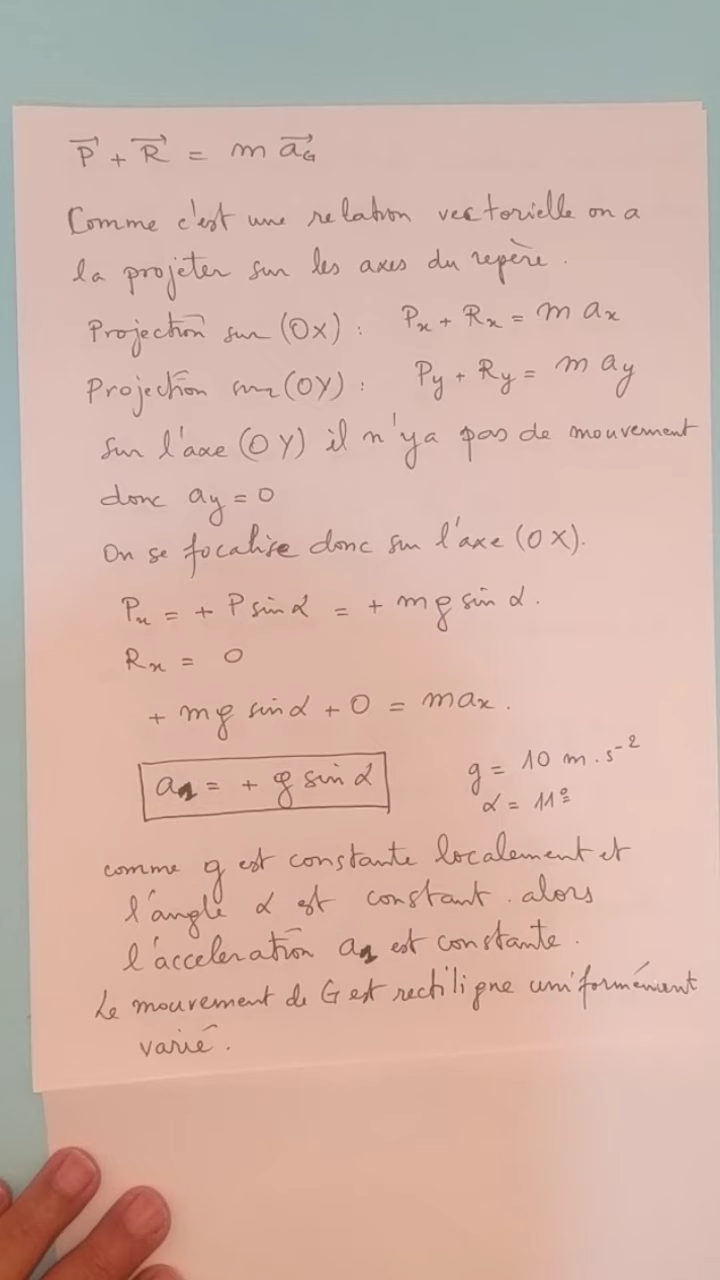 P⃗ + R⃗ = m a⃗G
Comme c'est une relation vectorielle on a
la projeter sur les axes du repère.
Projection sur (OX) : Px + Rx = m ax
Projection sur (OY) : Py + Ry = m ay
Sur l'axe (OY) il n'y a pas de mouvement
donc ay = 0
On se focalise donc sur l'axe (OX).
Px = + P sin α = + mg sin α.
Rx = 0
+ mg sin α + 0 = max.
a1 = + g sin α
g = 10 m.s⁻²
α = 11°
comme g est constante localement et
l'angle α est constant. alors
l'acceleration a1 est constante.
Le mouvement de G est rectiligne uniformément
varié.